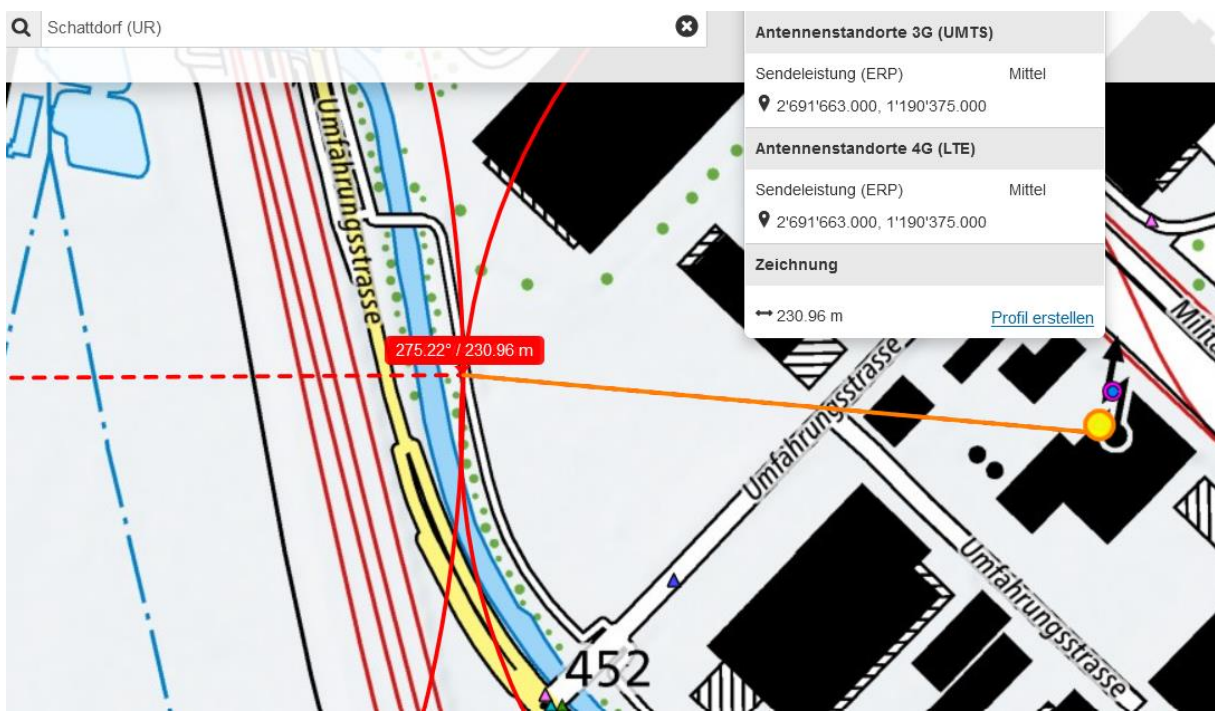 Schattdorf (UR)
Antennenstandorte 3G (UMTS)
Sendeleistung (ERP) Mittel
2'691'663.000, 1'190'375.000
Antennenstandorte 4G (LTE)
Sendeleistung (ERP) Mittel
2'691'663.000, 1'190'375.000
Zeichnung
230.96 m Profil erstellen
Umfahrungsstrasse
275.22° / 230.96 m
Umfahrungsstrasse
Umfahrungsstrasse
452